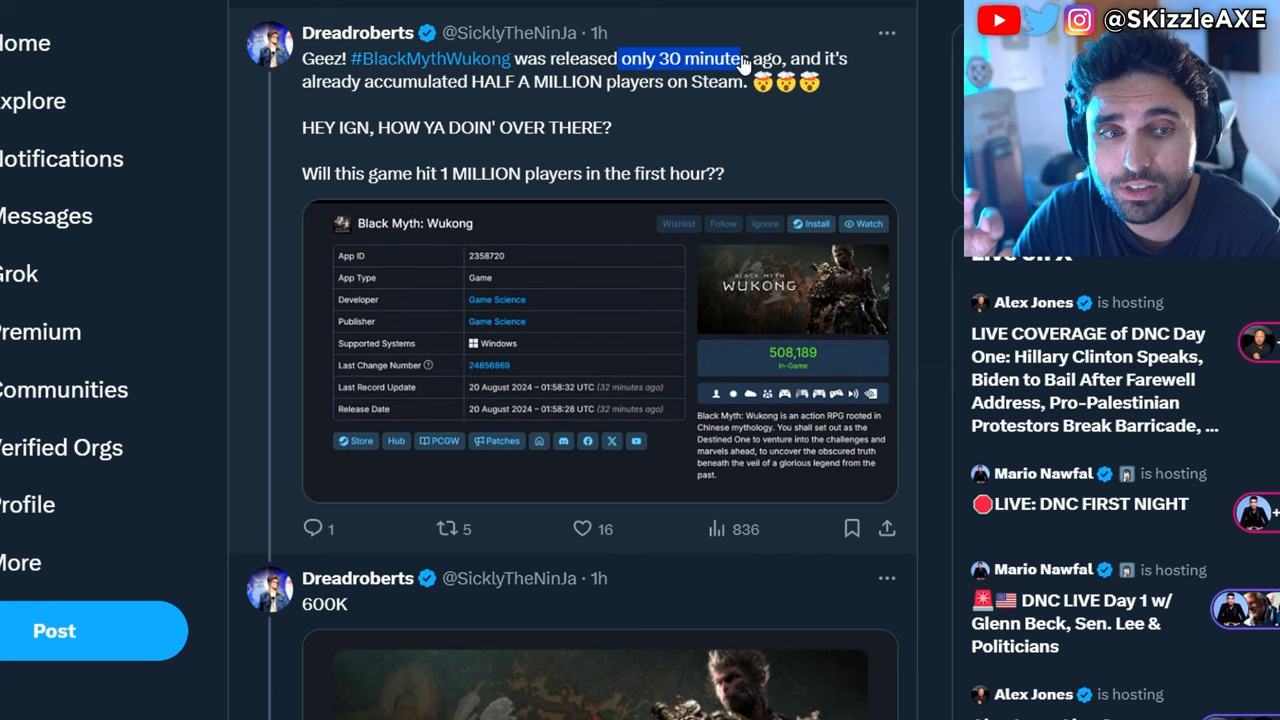 ome
xplore
otifications
Messages
Grok
Premium
Communities
erified Orgs
Profile
More
Post
Dreadroberts @SicklyTheNinJa · 1h
Geez! #BlackMythWukong was released only 30 minute ago, and it's
already accumulated HALF A MILLION players on Steam. 🤯🤯🤯
HEY IGN, HOW YA DOIN' OVER THERE?
Will this game hit 1 MILLION players in the first hour??
Black Myth: Wukong
Wishlist Follow Ignore Install Watch
App ID 2358720
App Type Game
Developer Game Science
Publisher Game Science
Supported Systems Windows
Last Change Number ? 24856869
Last Record Update 20 August 2024 – 01:58:32 UTC (32 minutes ago)
Release Date 20 August 2024 – 01:58:28 UTC (32 minutes ago)
Store Hub PCGW Patches
BLACK MYTH
WUKONG
508,189
In-Game
Black Myth: Wukong is an action RPG rooted in
Chinese mythology. You shall set out as the
Destined One to venture into the challenges and
marvels ahead, to uncover the obscured truth
beneath the veil of a glorious legend from the
past.
1 5 16 836
Dreadroberts @SicklyTheNinJa · 1h
600K
@SKizzleAXE
Alex Jones is hosting
LIVE COVERAGE of DNC Day
One: Hillary Clinton Speaks,
Biden to Bail After Farewell
Address, Pro-Palestinian
Protestors Break Barricade, ...
Mario Nawfal is hosting
🛑LIVE: DNC FIRST NIGHT
Mario Nawfal is hosting
🚨🇺🇸 DNC LIVE Day 1 w/
Glenn Beck, Sen. Lee &
Politicians
Alex Jones is hosting